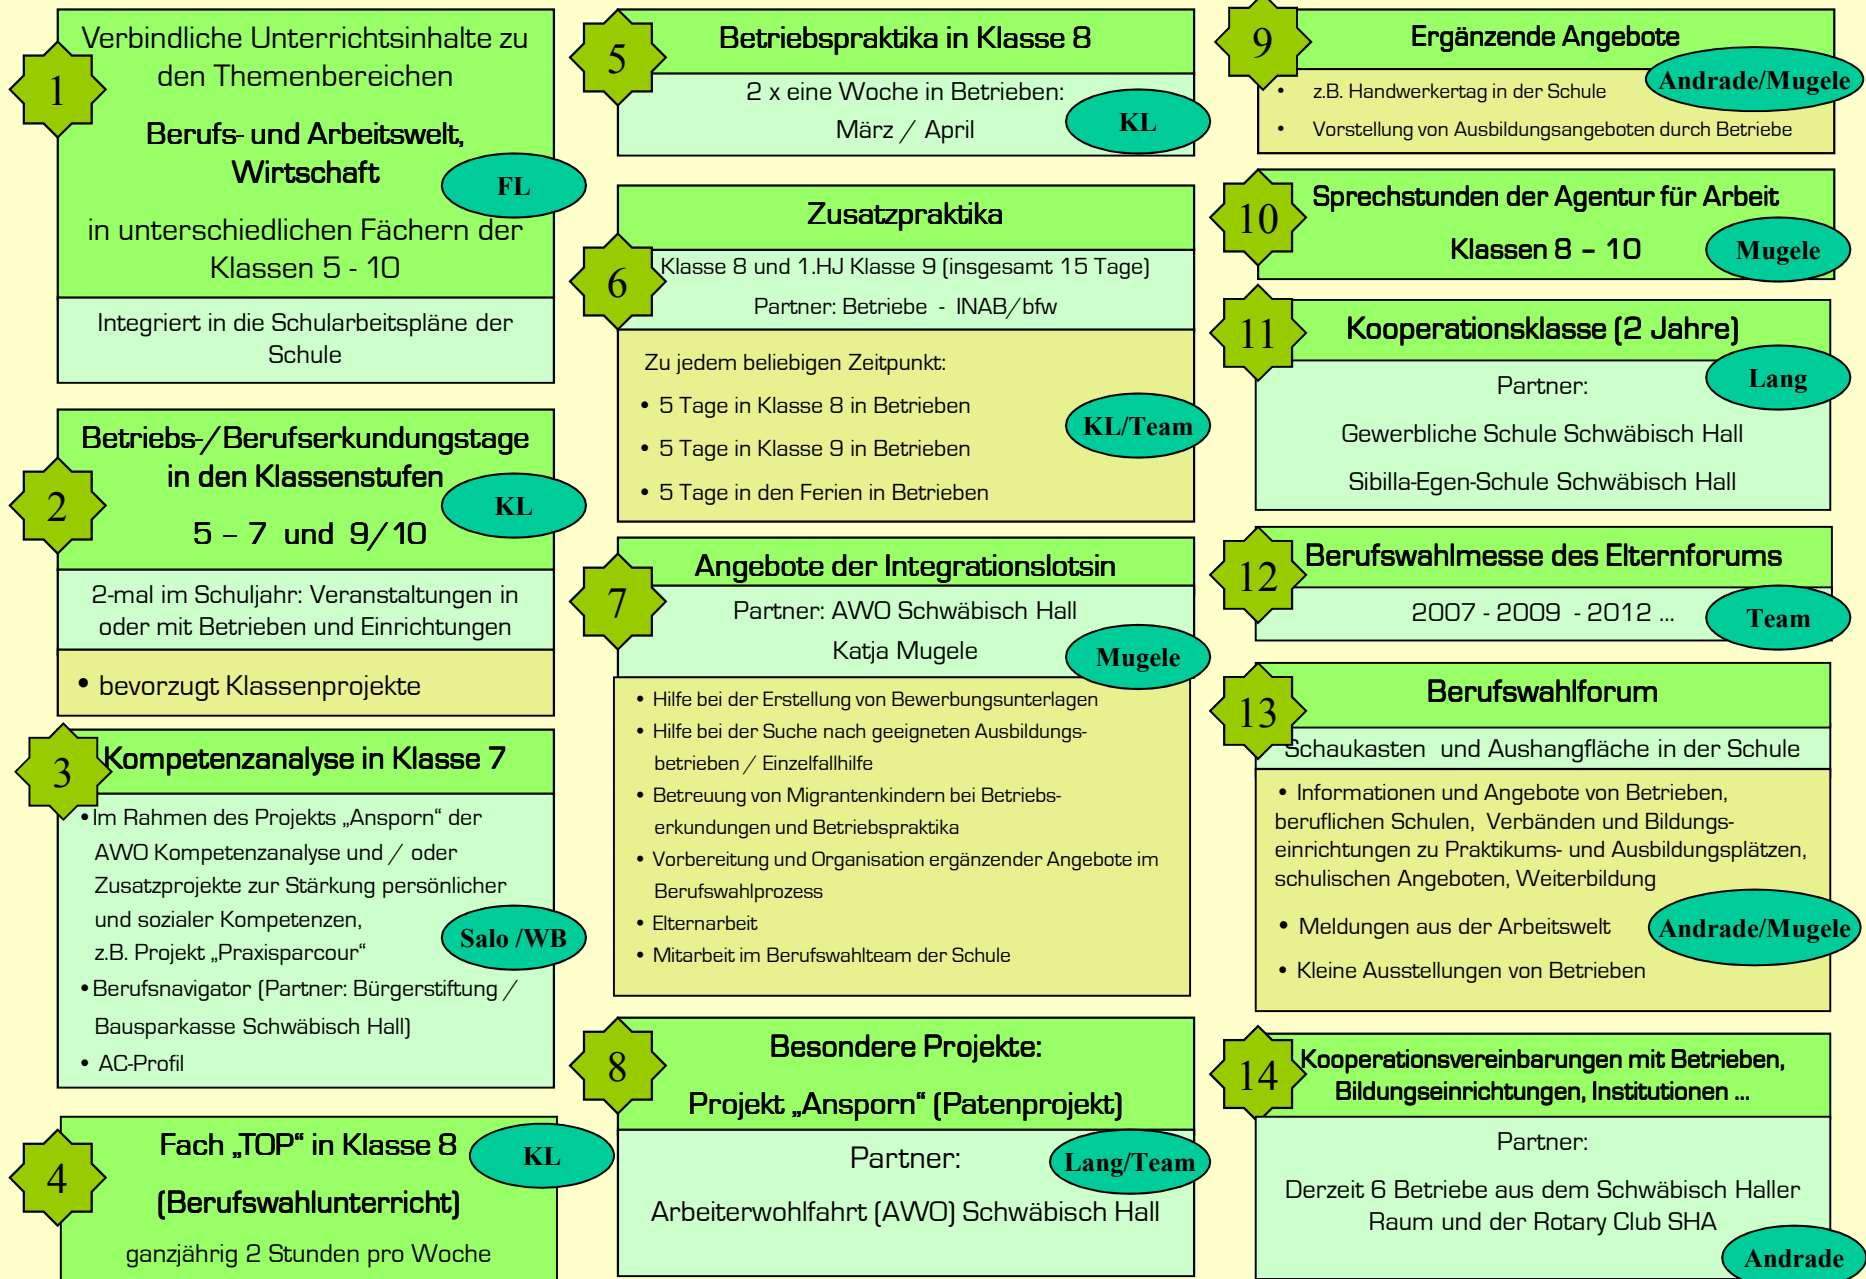 1
Verbindliche Unterrichtsinhalte zu
den Themenbereichen
Berufs- und Arbeitswelt,
Wirtschaft
FL
in unterschiedlichen Fächern der
Klassen 5 - 10
Integriert in die Schularbeitspläne der
Schule
2
Betriebs-/Berufserkundungstage
in den Klassenstufen
KL
5 – 7 und 9/10
2-mal im Schuljahr: Veranstaltungen in
oder mit Betrieben und Einrichtungen
• bevorzugt Klassenprojekte
3
Kompetenzanalyse in Klasse 7
•Im Rahmen des Projekts „Ansporn“ der
AWO Kompetenzanalyse und / oder
Zusatzprojekte zur Stärkung persönlicher
und sozialer Kompetenzen,
z.B. Projekt „Praxisparcour“
Salo /WB
•Berufsnavigator (Partner: Bürgerstiftung /
Bausparkasse Schwäbisch Hall)
• AC-Profil
4
Fach „TOP“ in Klasse 8
KL
(Berufswahlunterricht)
ganzjährig 2 Stunden pro Woche
5
Betriebspraktika in Klasse 8
2 x eine Woche in Betrieben:
März / April
KL
6
Zusatzpraktika
Klasse 8 und 1.HJ Klasse 9 (insgesamt 15 Tage)
Partner: Betriebe - INAB/bfw
Zu jedem beliebigen Zeitpunkt:
• 5 Tage in Klasse 8 in Betrieben
KL/Team
• 5 Tage in Klasse 9 in Betrieben
• 5 Tage in den Ferien in Betrieben
7
Angebote der Integrationslotsin
Partner: AWO Schwäbisch Hall
Katja Mugele
Mugele
• Hilfe bei der Erstellung von Bewerbungsunterlagen
• Hilfe bei der Suche nach geeigneten Ausbildungs-
betrieben / Einzelfallhilfe
• Betreuung von Migrantenkindern bei Betriebs-
erkundungen und Betriebspraktika
• Vorbereitung und Organisation ergänzender Angebote im
Berufswahlprozess
• Elternarbeit
• Mitarbeit im Berufswahlteam der Schule
8
Besondere Projekte:
Projekt „Ansporn“ (Patenprojekt)
Partner:
Lang/Team
Arbeiterwohlfahrt (AWO) Schwäbisch Hall
9
Ergänzende Angebote
Andrade/Mugele
• z.B. Handwerkertag in der Schule
• Vorstellung von Ausbildungsangeboten durch Betriebe
10
Sprechstunden der Agentur für Arbeit
Klassen 8 – 10
Mugele
11
Kooperationsklasse (2 Jahre)
Lang
Partner:
Gewerbliche Schule Schwäbisch Hall
Sibilla-Egen-Schule Schwäbisch Hall
12
Berufswahlmesse des Elternforums
2007 - 2009 - 2012 ...
Team
13
Berufswahlforum
Schaukasten und Aushangfläche in der Schule
• Informationen und Angebote von Betrieben,
beruflichen Schulen, Verbänden und Bildungs-
einrichtungen zu Praktikums- und Ausbildungsplätzen,
schulischen Angeboten, Weiterbildung
• Meldungen aus der Arbeitswelt
Andrade/Mugele
• Kleine Ausstellungen von Betrieben
14
Kooperationsvereinbarungen mit Betrieben,
Bildungseinrichtungen, Institutionen ...
Partner:
Derzeit 6 Betriebe aus dem Schwäbisch Haller
Raum und der Rotary Club SHA
Andrade